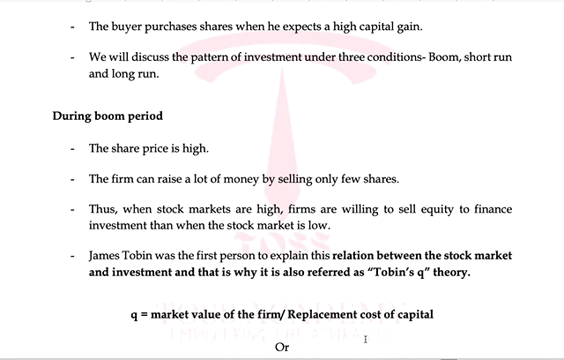 - The buyer purchases shares when he expects a high capital gain.
- We will discuss the pattern of investment under three conditions- Boom, short run
and long run.
During boom period
- The share price is high.
- The firm can raise a lot of money by selling only few shares.
- Thus, when stock markets are high, firms are willing to sell equity to finance
investment than when the stock market is low.
- James Tobin was the first person to explain this relation between the stock market
and investment and that is why it is also referred as “Tobin’s q” theory.
TOSS
q = market value of the firm/ Replacement cost of capital
Or